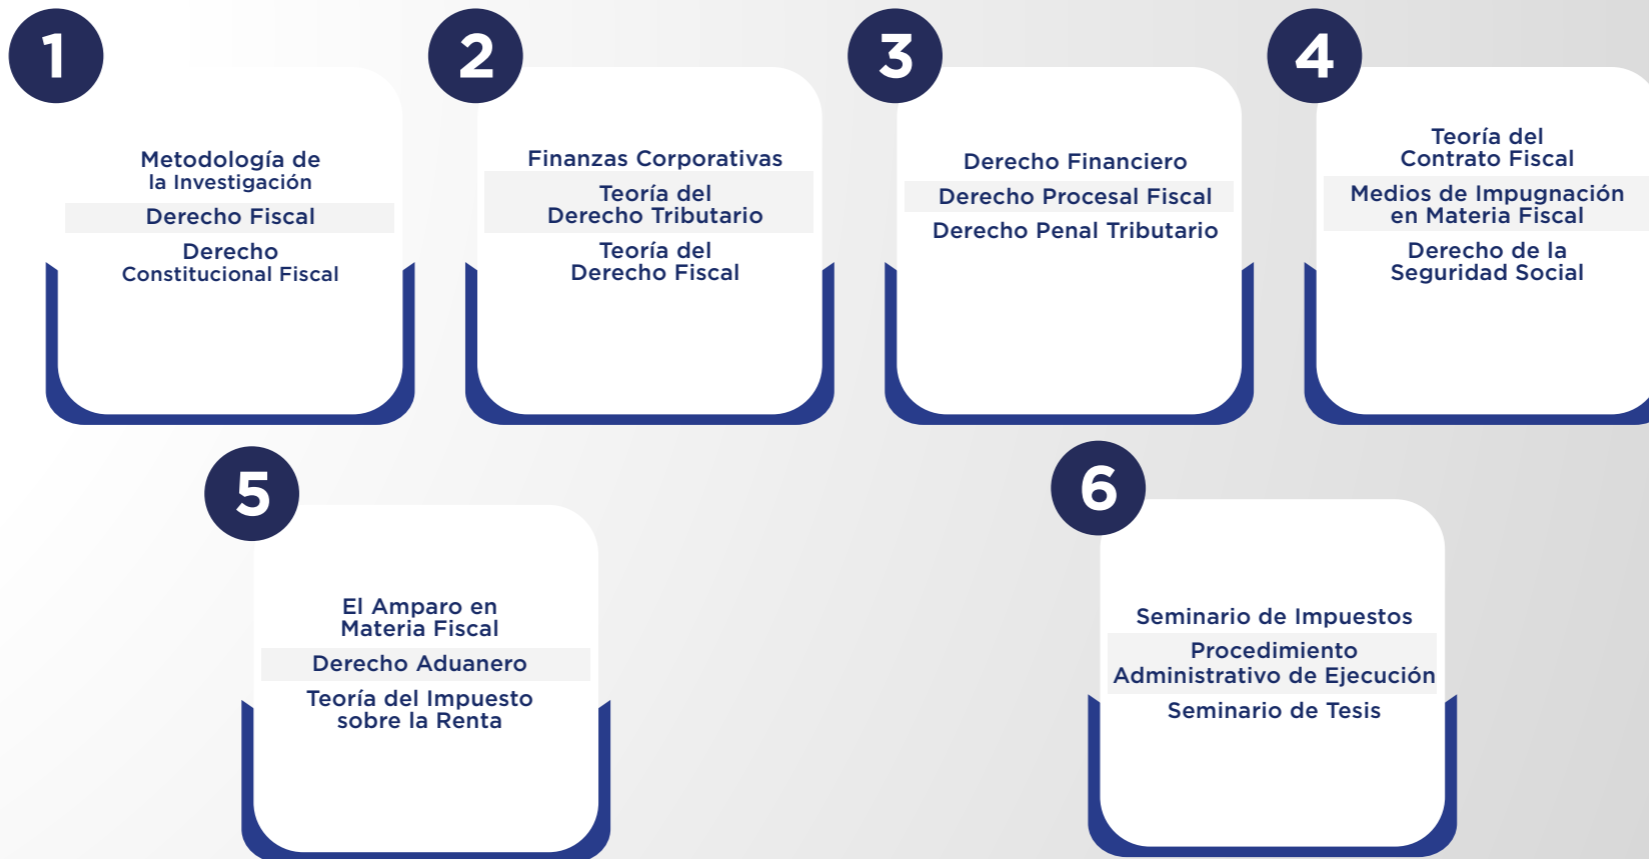 1
Metodología de
la Investigación
Derecho Fiscal
Derecho
Constitucional Fiscal
2
Finanzas Corporativas
Teoría del
Derecho Tributario
Teoría del
Derecho Fiscal
3
Derecho Financiero
Derecho Procesal Fiscal
Derecho Penal Tributario
4
Teoría del
Contrato Fiscal
Medios de Impugnación
en Materia Fiscal
Derecho de la
Seguridad Social
5
El Amparo en
Materia Fiscal
Derecho Aduanero
Teoría del Impuesto
sobre la Renta
6
Seminario de Impuestos
Procedimiento
Administrativo de Ejecución
Seminario de Tesis